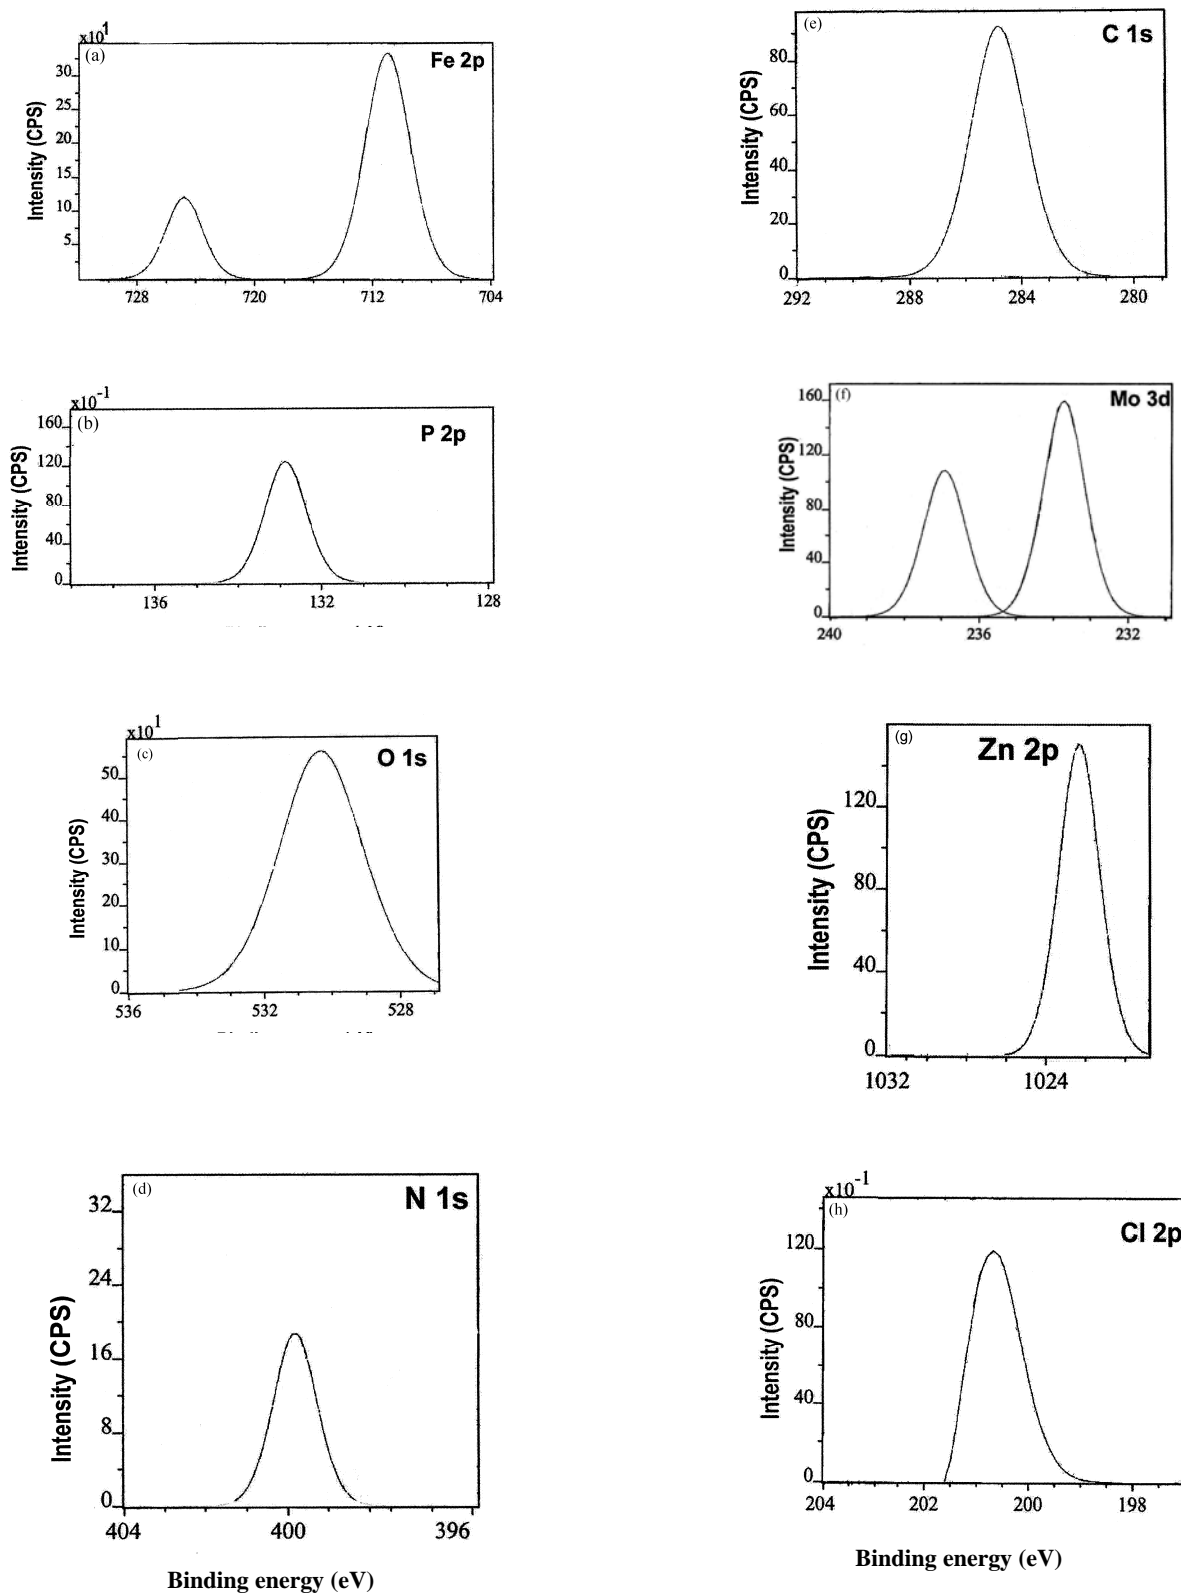 x10¹
(a)
Fe 2p
30
25
20
15
10
5
Intensity (CPS)
728 720 712 704
x10⁻¹
(b)
P 2p
160
120
80
40
0
Intensity (CPS)
136 132 128
x10¹
(c)
O 1s
50
40
30
20
10
0
Intensity (CPS)
536 532 528
(d)
N 1s
32
24
16
8
0
Intensity (CPS)
404 400 396
Binding energy (eV)
(e)
C 1s
80
60
40
20
0
Intensity (CPS)
292 288 284 280
(f)
Mo 3d
160
120
80
40
0
Intensity (CPS)
240 236 232
(g)
Zn 2p
120
80
40
0
Intensity (CPS)
1032 1024
x10⁻¹
(h)
Cl 2p
120
80
40
0
Intensity (CPS)
204 202 200 198
Binding energy (eV)